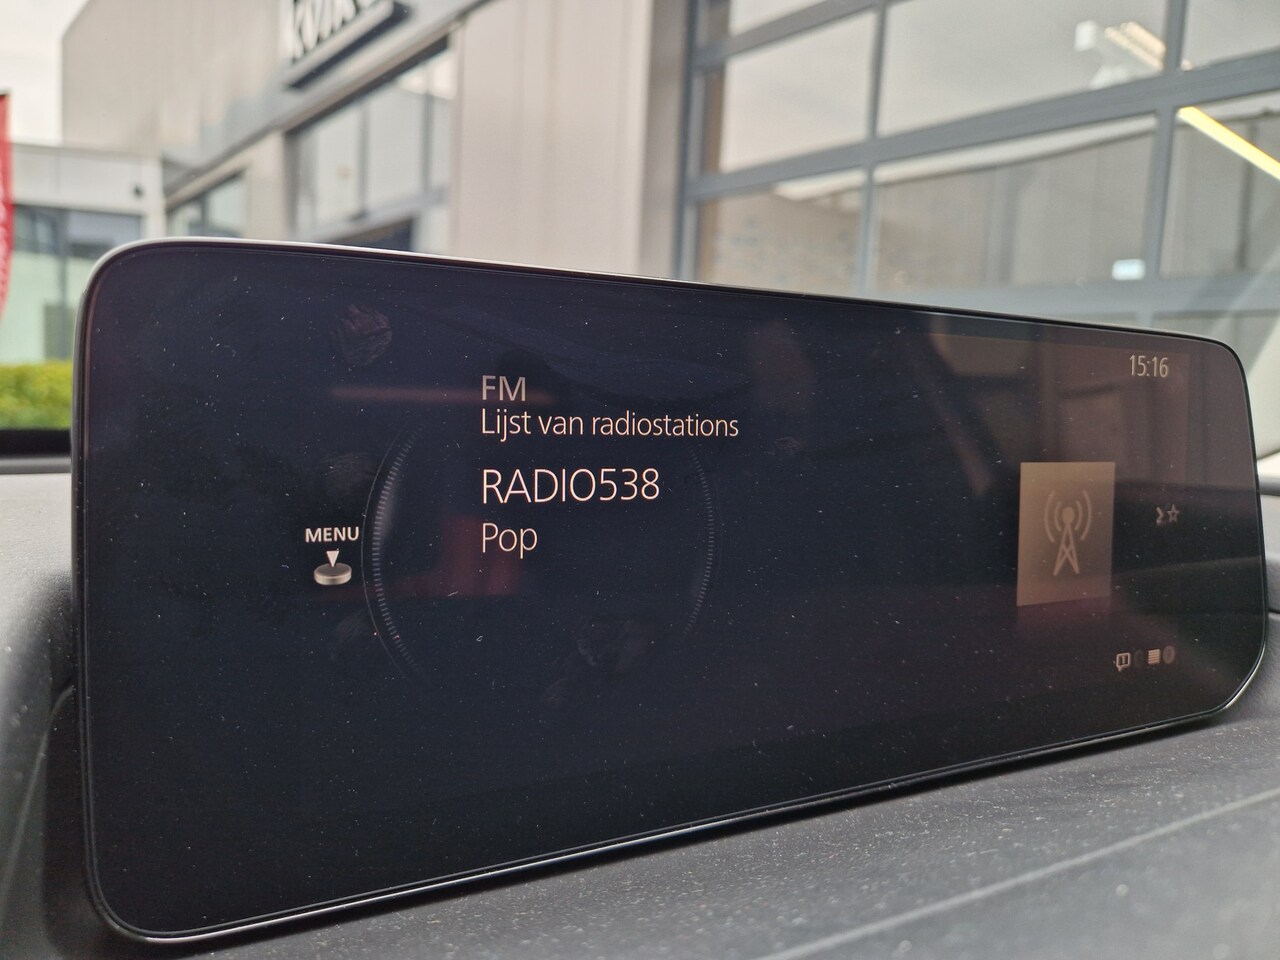 15:16
FM
Lijst van radiostations
RADIO538
Pop
MENU